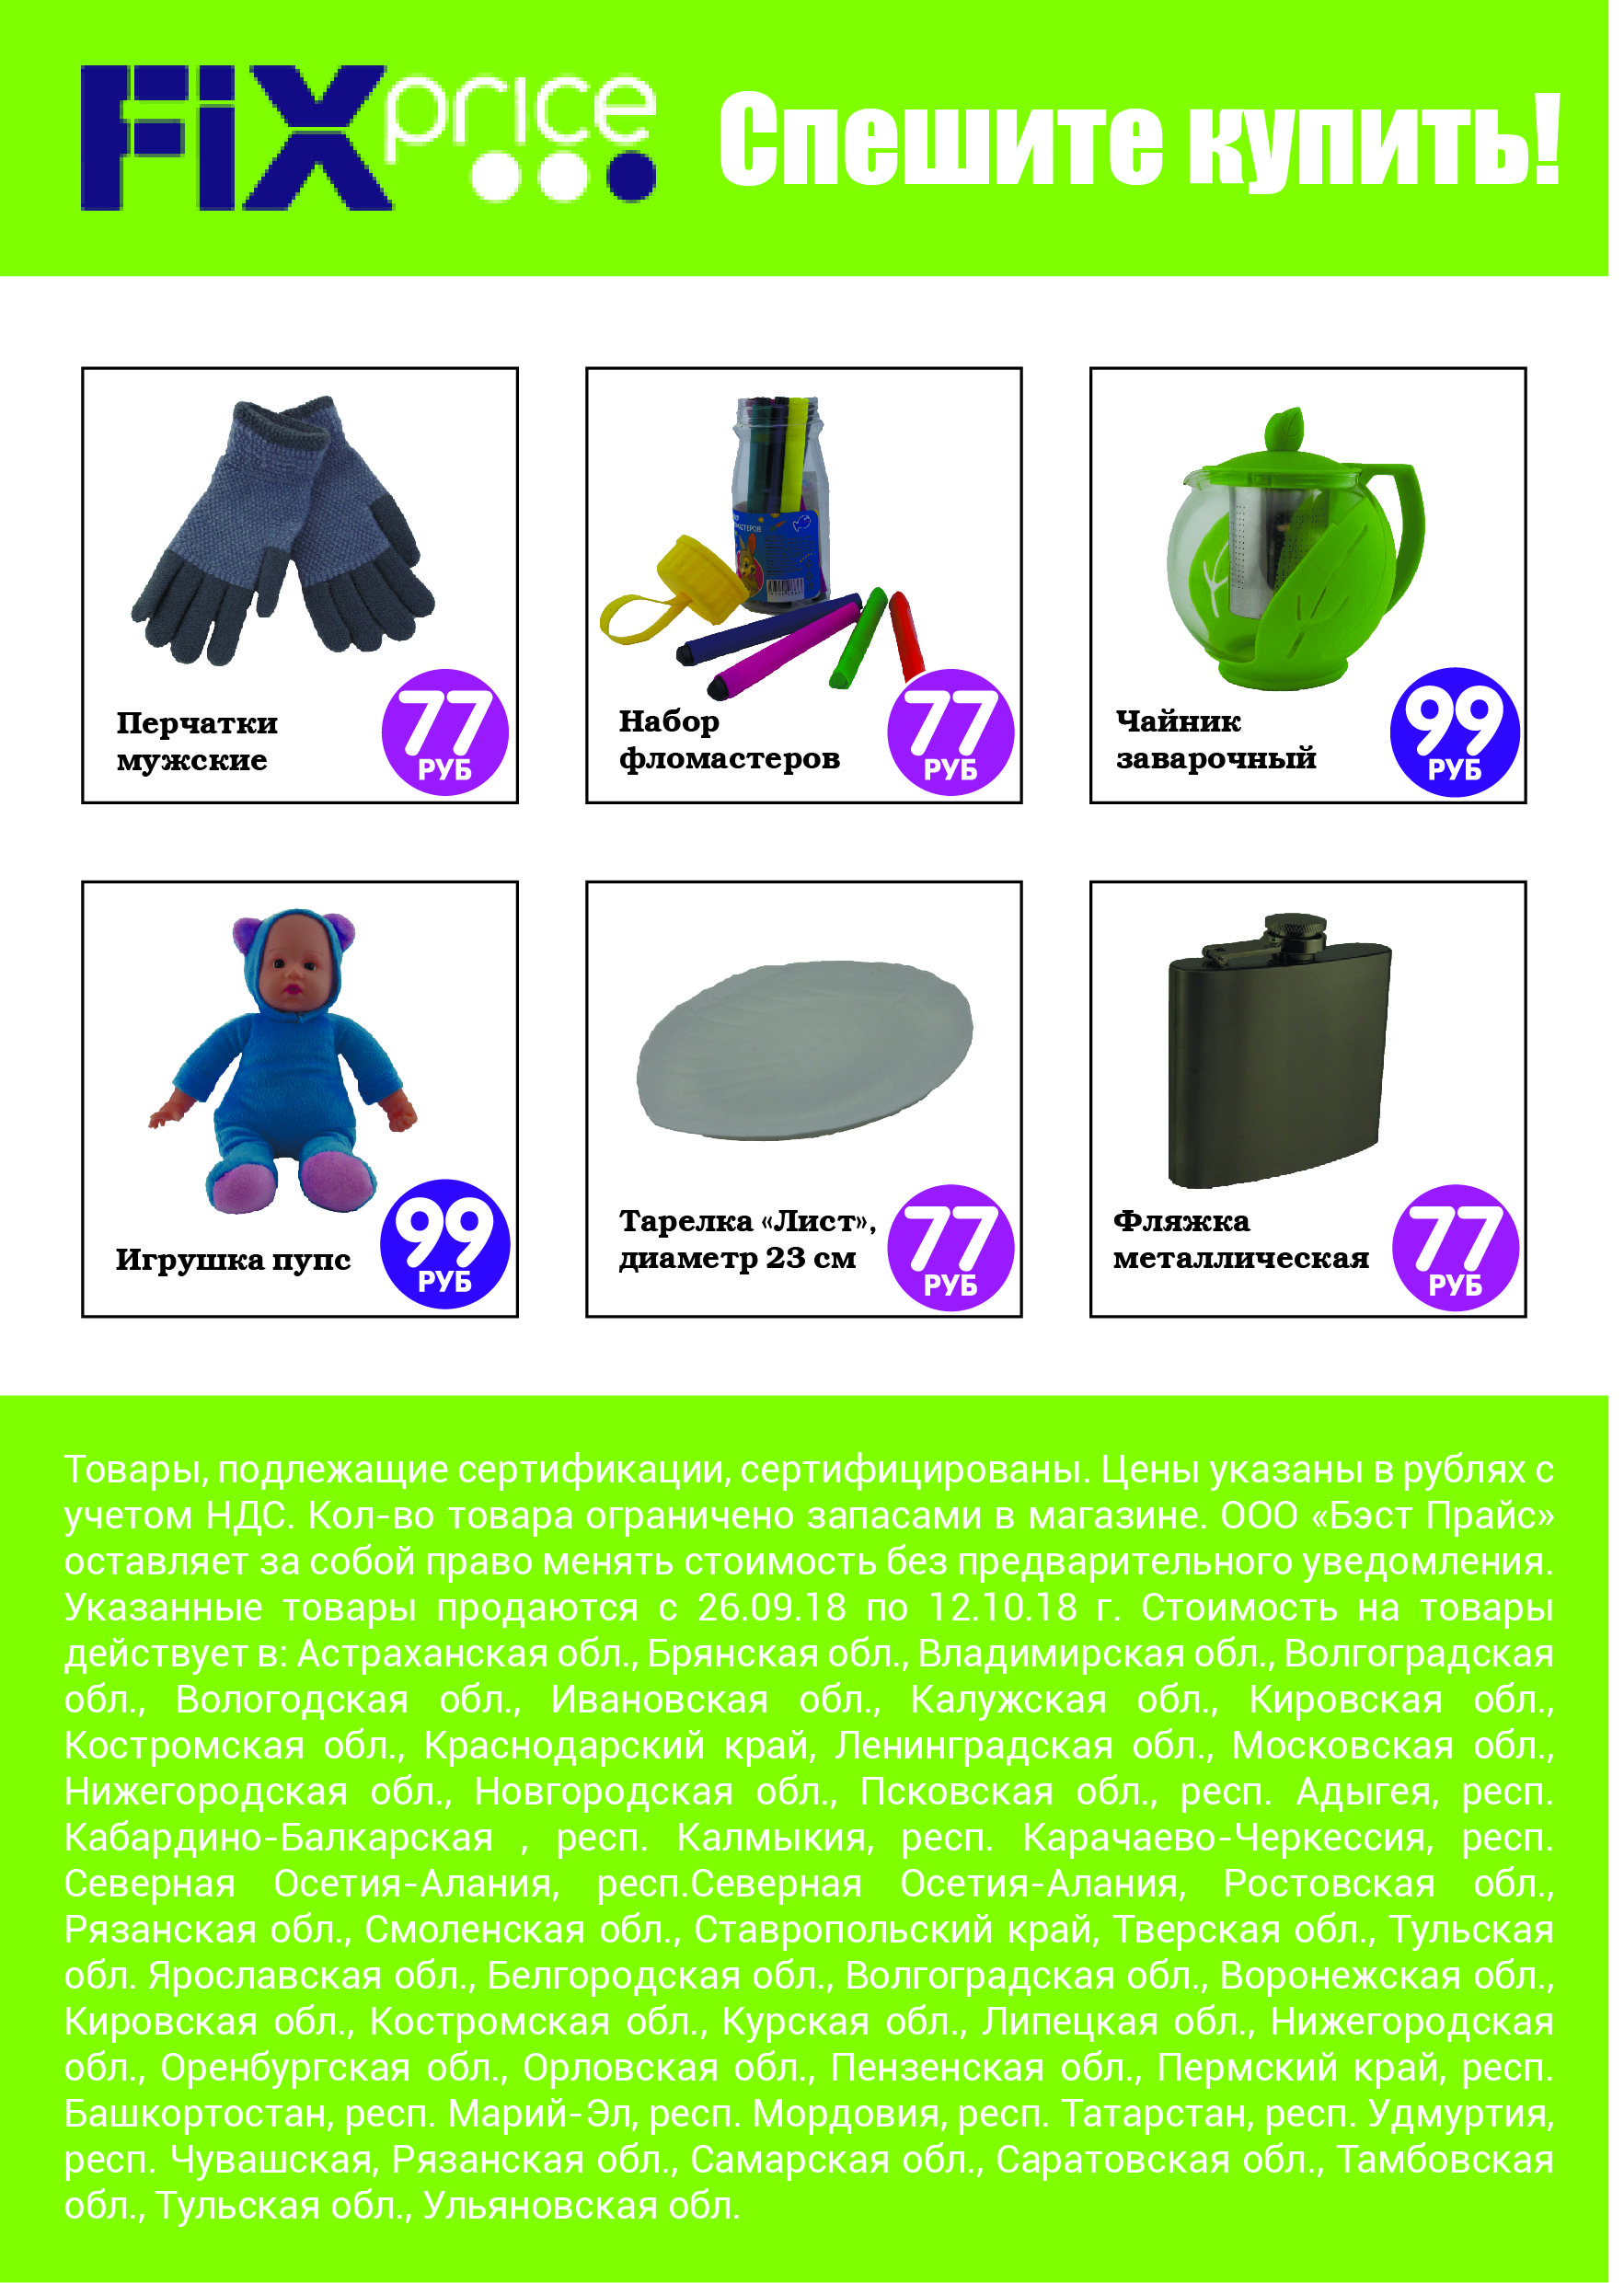 FiXprice
Спешите купить!
Перчатки
мужские
77
РУБ
Набор
фломастеров
77
РУБ
Чайник
заварочный
99
РУБ
Игрушка пупс
99
РУБ
Тарелка «Лист»,
диаметр 23 см
77
РУБ
Фляжка
металлическая
77
РУБ
Товары, подлежащие сертификации, сертифицированы. Цены указаны в рублях с
учетом НДС. Кол-во товара ограничено запасами в магазине. ООО «Бэст Прайс»
оставляет за собой право менять стоимость без предварительного уведомления.
Указанные товары продаются с 26.09.18 по 12.10.18 г. Стоимость на товары
действует в: Астраханская обл., Брянская обл., Владимирская обл., Волгоградская
обл., Вологодская обл., Ивановская обл., Калужская обл., Кировская обл.,
Костромская обл., Краснодарский край, Ленинградская обл., Московская обл.,
Нижегородская обл., Новгородская обл., Псковская обл., респ. Адыгея, респ.
Кабардино-Балкарская , респ. Калмыкия, респ. Карачаево-Черкессия, респ.
Северная Осетия-Алания, респ.Северная Осетия-Алания, Ростовская обл.,
Рязанская обл., Смоленская обл., Ставропольский край, Тверская обл., Тульская
обл. Ярославская обл., Белгородская обл., Волгоградская обл., Воронежская обл.,
Кировская обл., Костромская обл., Курская обл., Липецкая обл., Нижегородская
обл., Оренбургская обл., Орловская обл., Пензенская обл., Пермский край, респ.
Башкортостан, респ. Марий-Эл, респ. Мордовия, респ. Татарстан, респ. Удмуртия,
респ. Чувашская, Рязанская обл., Самарская обл., Саратовская обл., Тамбовская
обл., Тульская обл., Ульяновская обл.